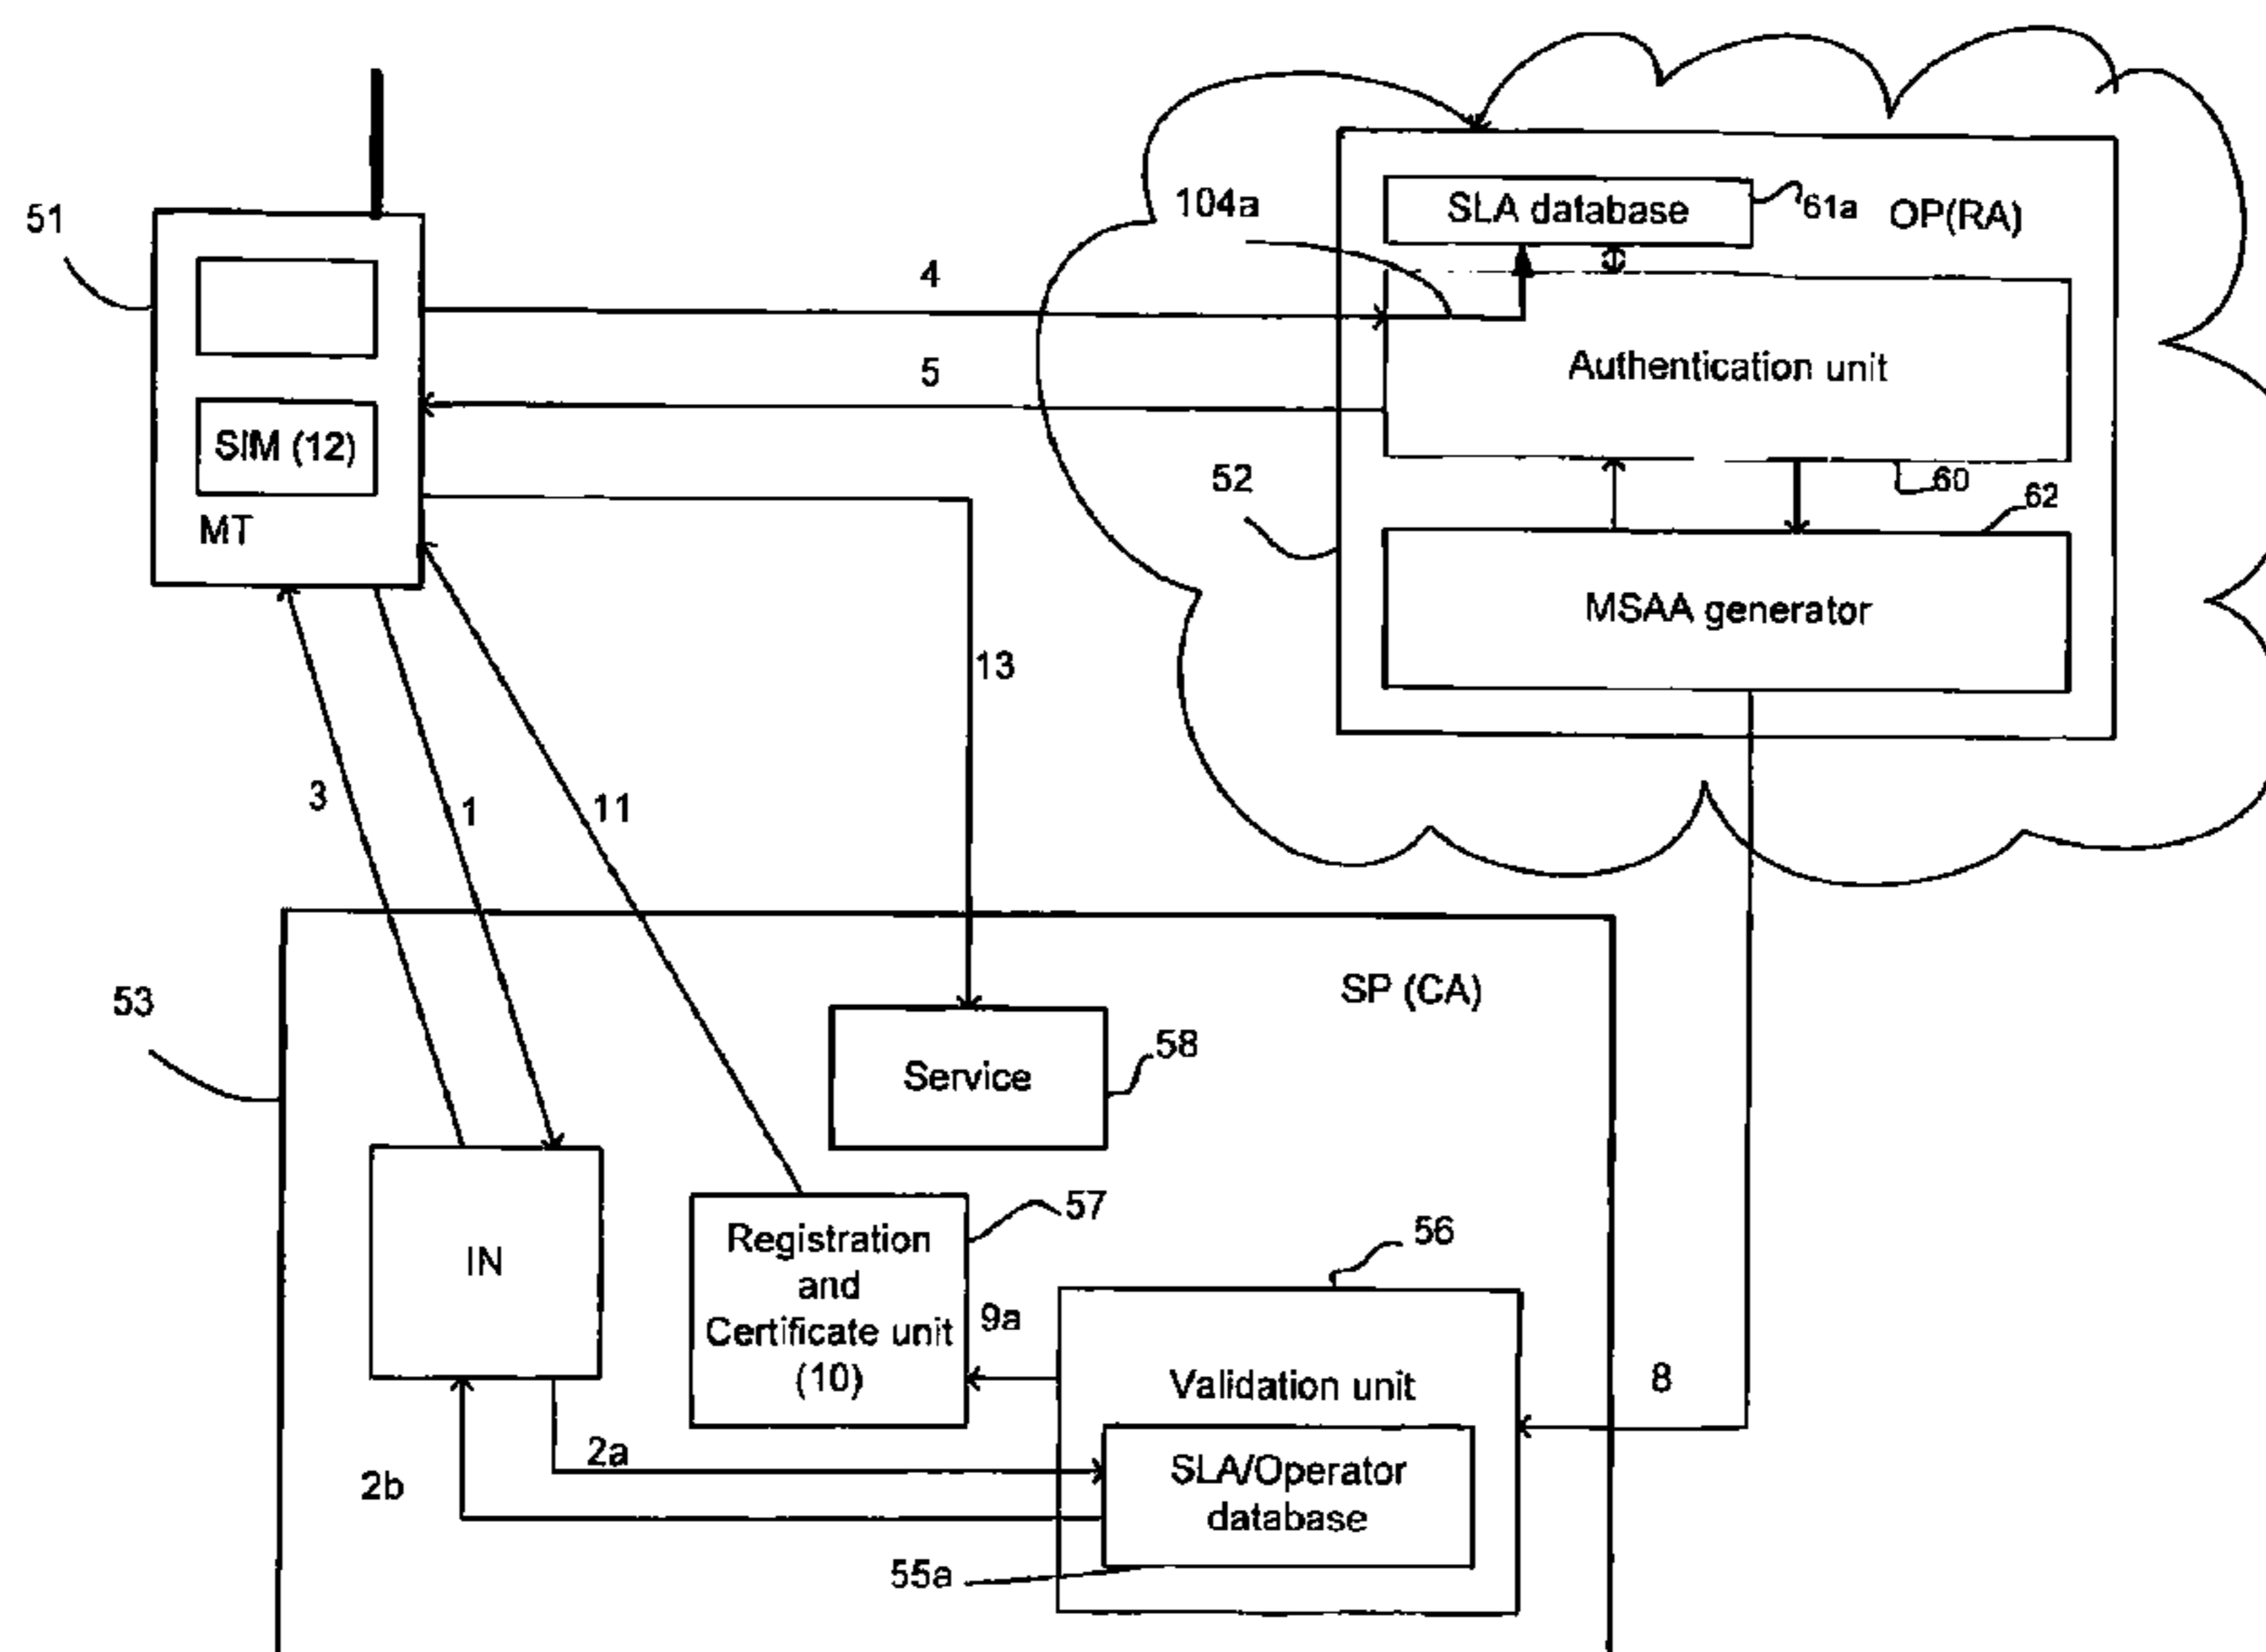 51
SIM (12)
MT
4
5
104a
SLA database
61a
OP(RA)
Authentication unit
52
60
62
MSAA generator
13
3
1
11
53
SP (CA)
Service
58
IN
57
Registration
and
Certificate unit
(10)
56
9a
Validation unit
8
2a
2b
SLA/Operator
database
55a